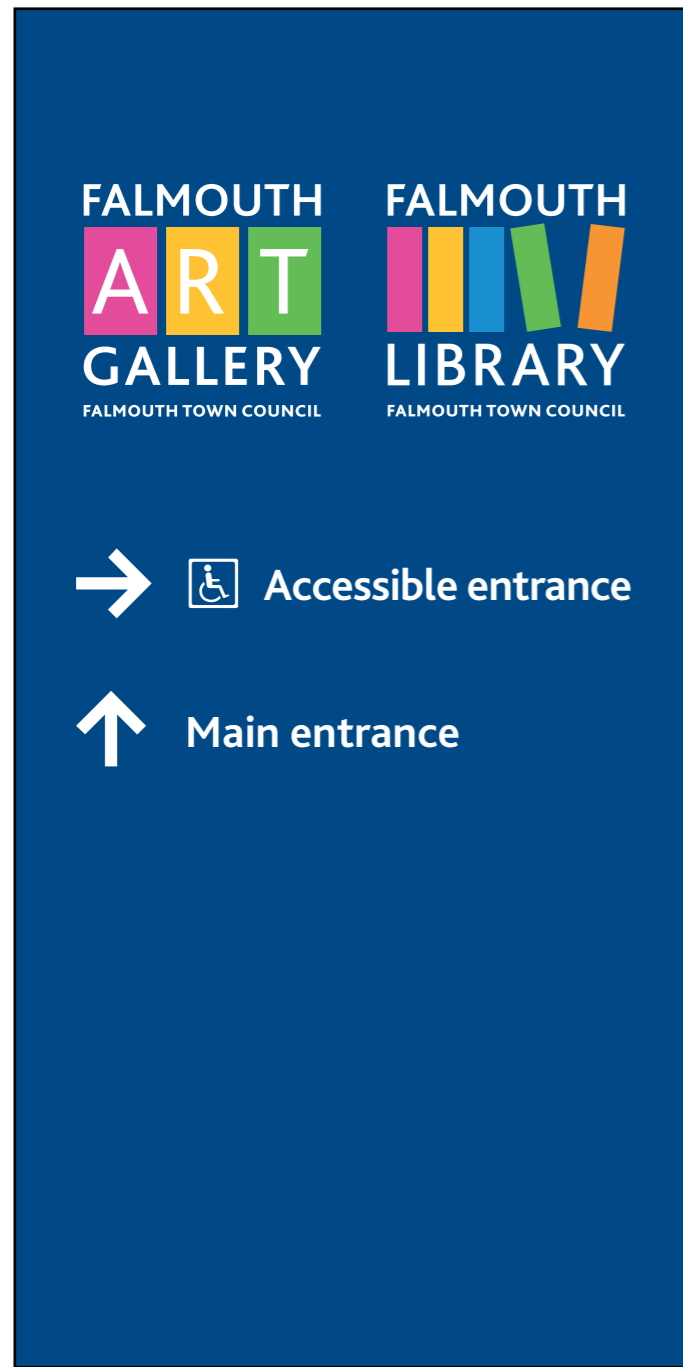 FALMOUTH
ART
GALLERY
FALMOUTH TOWN COUNCIL
FALMOUTH
LIBRARY
FALMOUTH TOWN COUNCIL
Accessible entrance
Main entrance